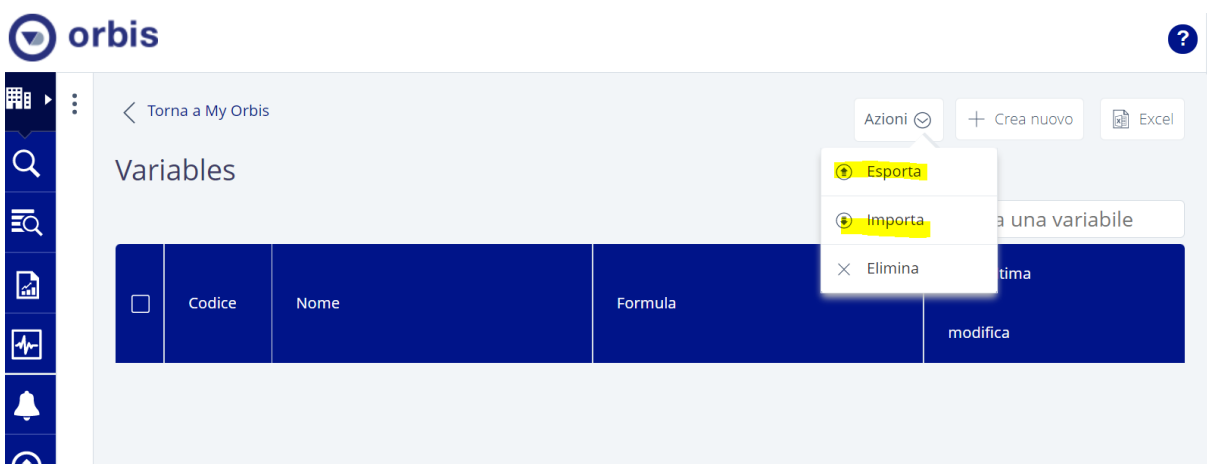 orbis
?
Torna a My Orbis
Azioni
Crea nuovo
Excel
Variables
Esporta
Importa
a una variabile
Elimina
Codice
Nome
Formula
tima
modifica